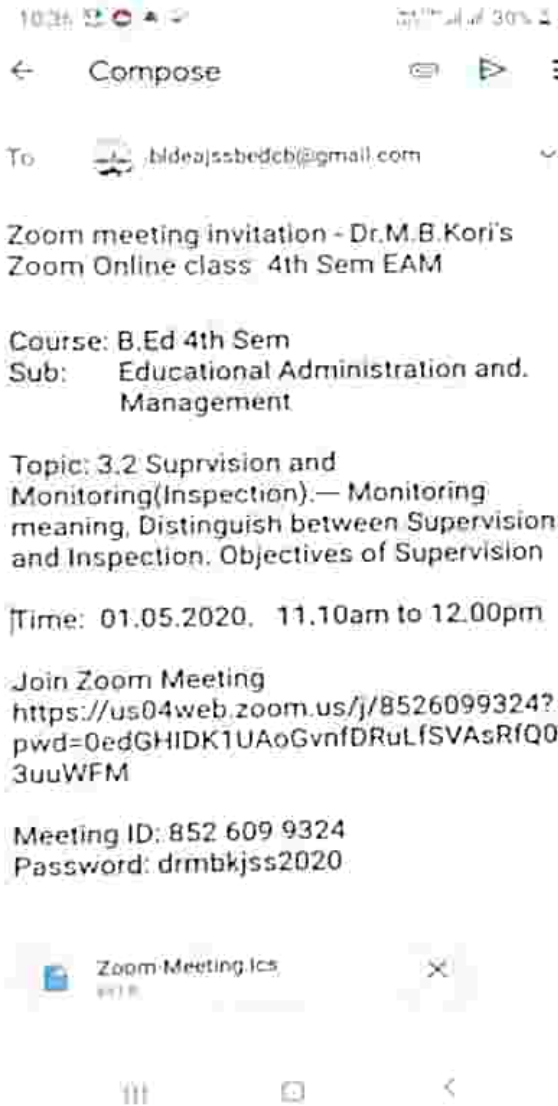 10:36
30%
Compose
To bldeajssbedcb@gmail.com
Zoom meeting invitation - Dr.M.B.Kori's
Zoom Online class 4th Sem EAM
Course: B.Ed 4th Sem
Sub: Educational Administration and.
Management
Topic: 3.2 Suprvision and
Monitoring(Inspection).— Monitoring
meaning, Distinguish between Supervision
and Inspection. Objectives of Supervision
Time: 01.05.2020. 11.10am to 12.00pm
Join Zoom Meeting
https://us04web.zoom.us/j/8526099324?
pwd=0edGHIDK1UAoGvnfDRuLfSVAsRfQ0
3uuWFM
Meeting ID: 852 609 9324
Password: drmbkjss2020
Zoom-Meeting.ics